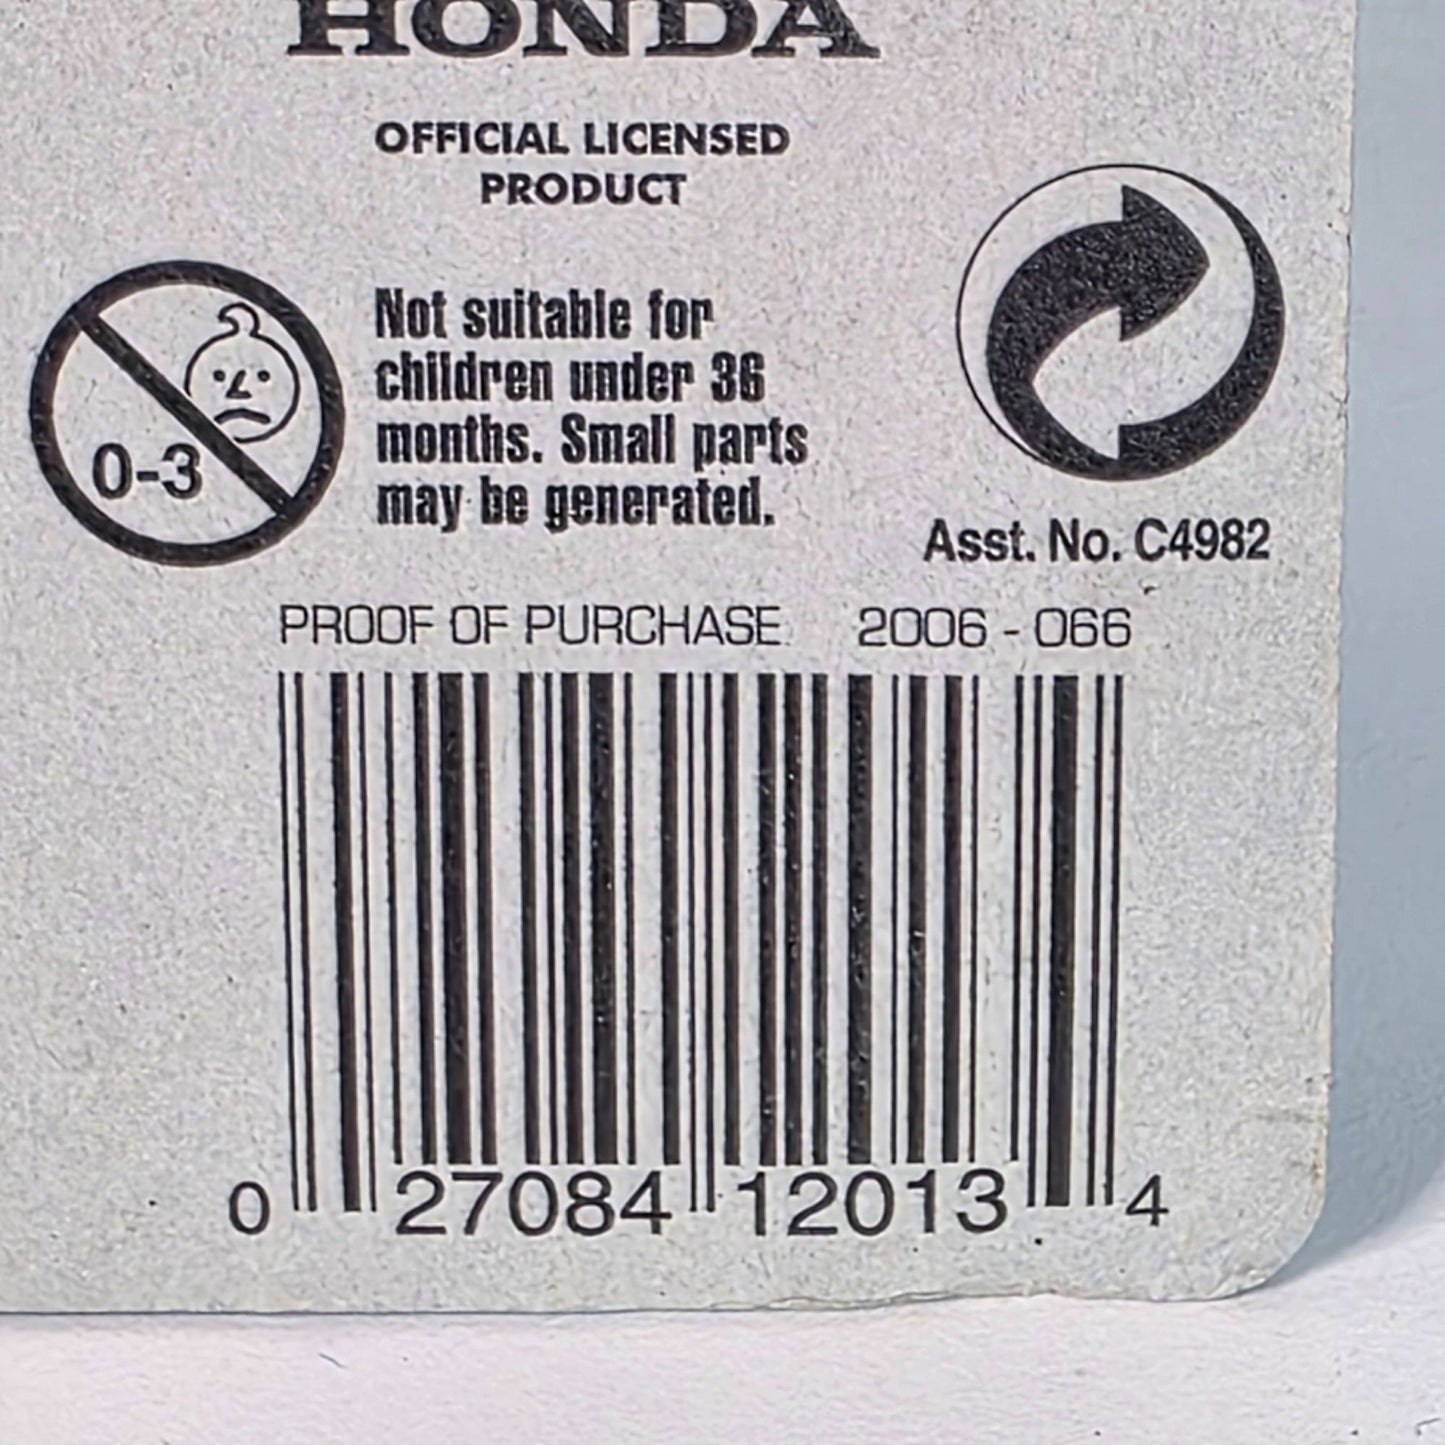 HONDA
OFFICIAL LICENSED
PRODUCT
Not suitable for
children under 36
months. Small parts
may be generated.
0-3
Asst. No. C4982
PROOF OF PURCHASE 2006 - 066
0 27084 12013 4